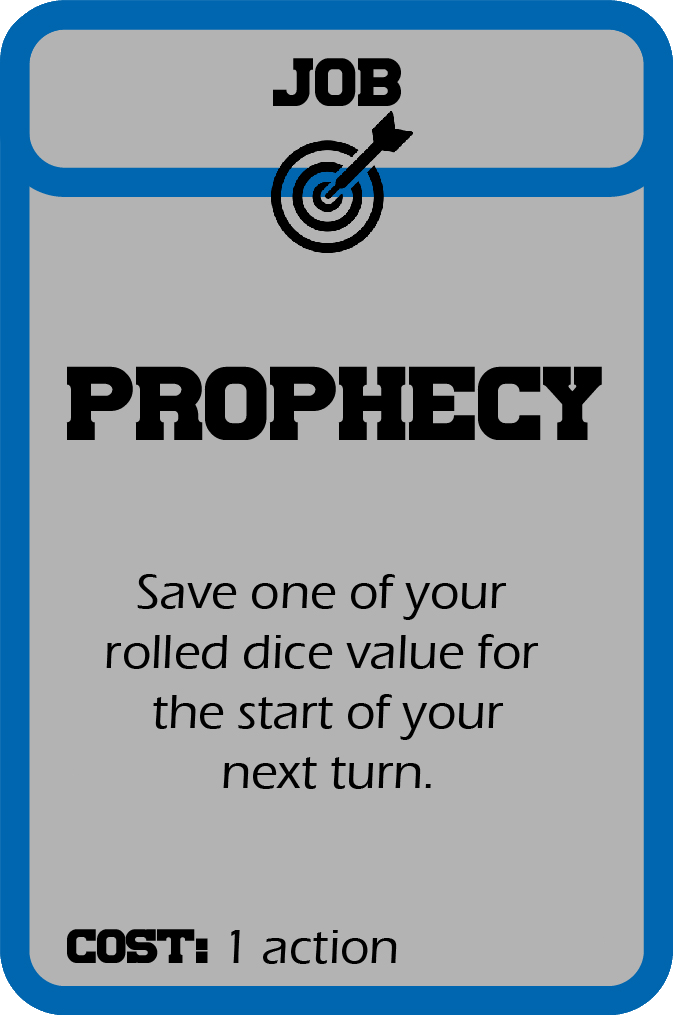 JOB
PROPHECY
Save one of your
rolled dice value for
the start of your
next turn.
COST: 1 action